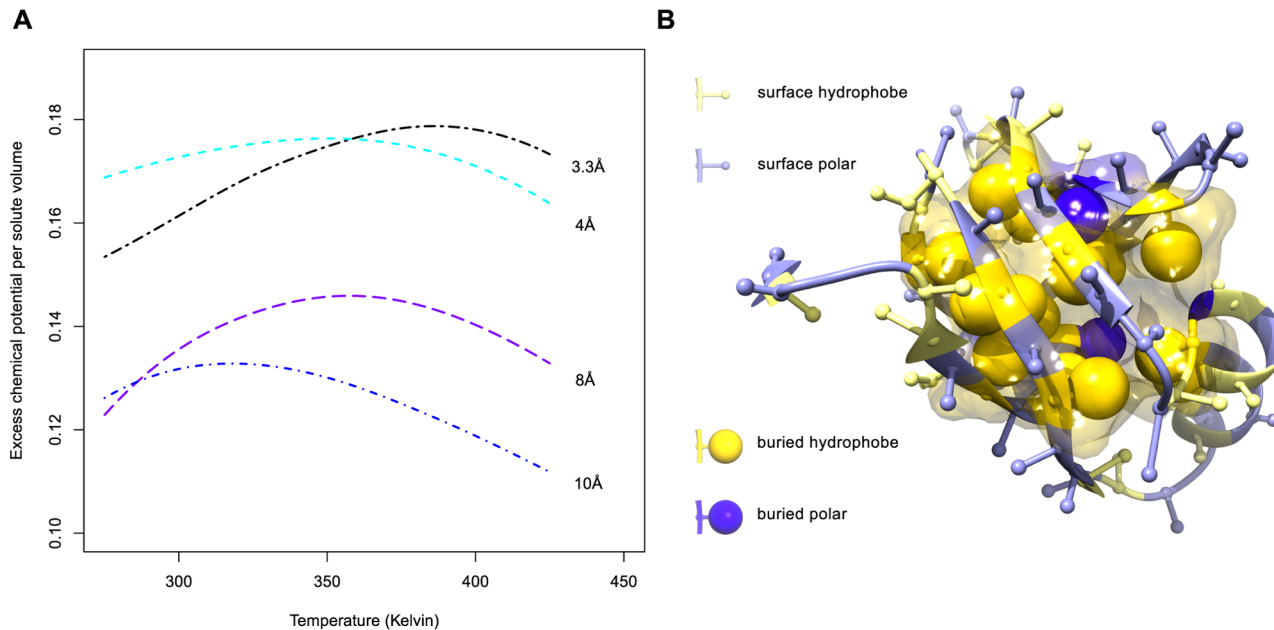 A
Excess chemical potential per solute volume
0.18
0.16
0.14
0.12
0.10
3.3Å
4Å
8Å
10Å
300
350
400
450
Temperature (Kelvin)
B
surface hydrophobe
surface polar
buried hydrophobe
buried polar